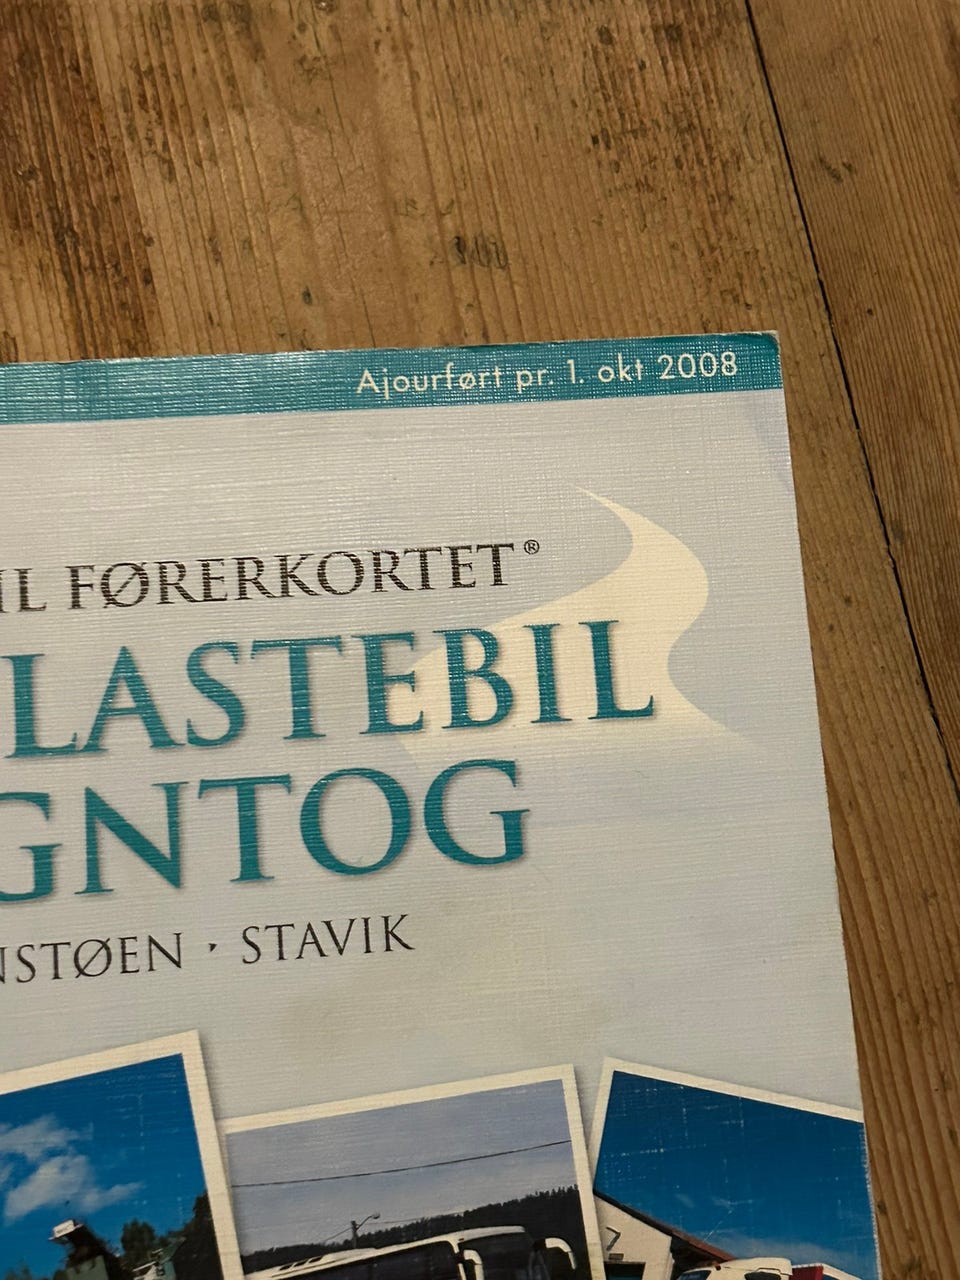 Ajourført pr. 1. okt 2008
IL FØRERKORTET®
LASTEBIL
GNTOG
NSTØEN · STAVIK